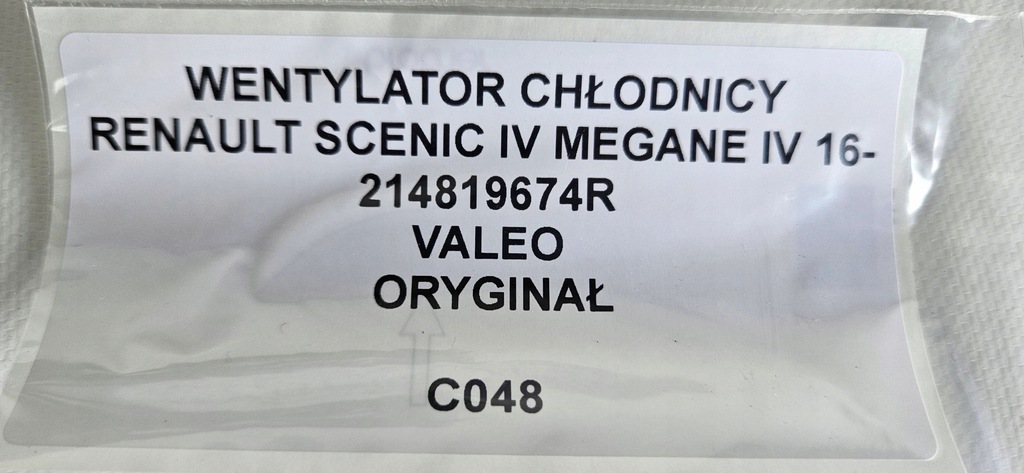 WENTYLATOR CHŁODNICY
RENAULT SCENIC IV MEGANE IV 16-
214819674R
VALEO
ORYGINAŁ
C048